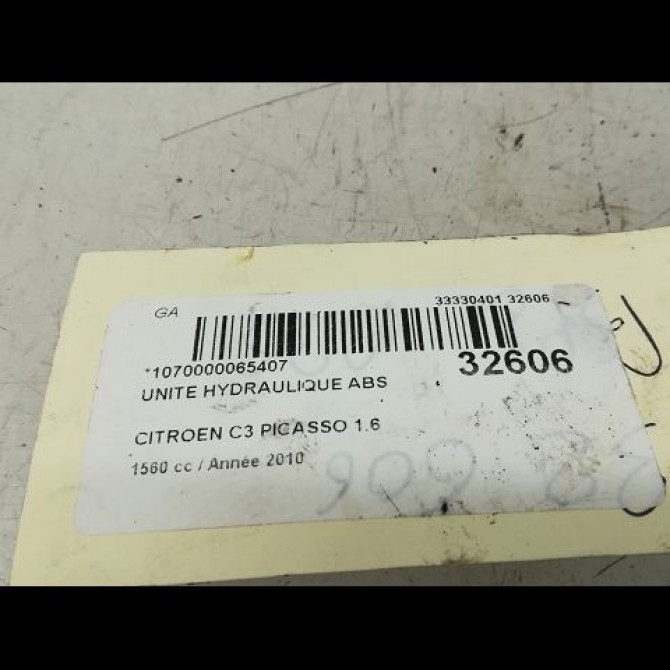 GA
33330401 32606
*1070000065407
32606
UNITE HYDRAULIQUE ABS
CITROEN C3 PICASSO 1.6
1560 cc / Année 2010